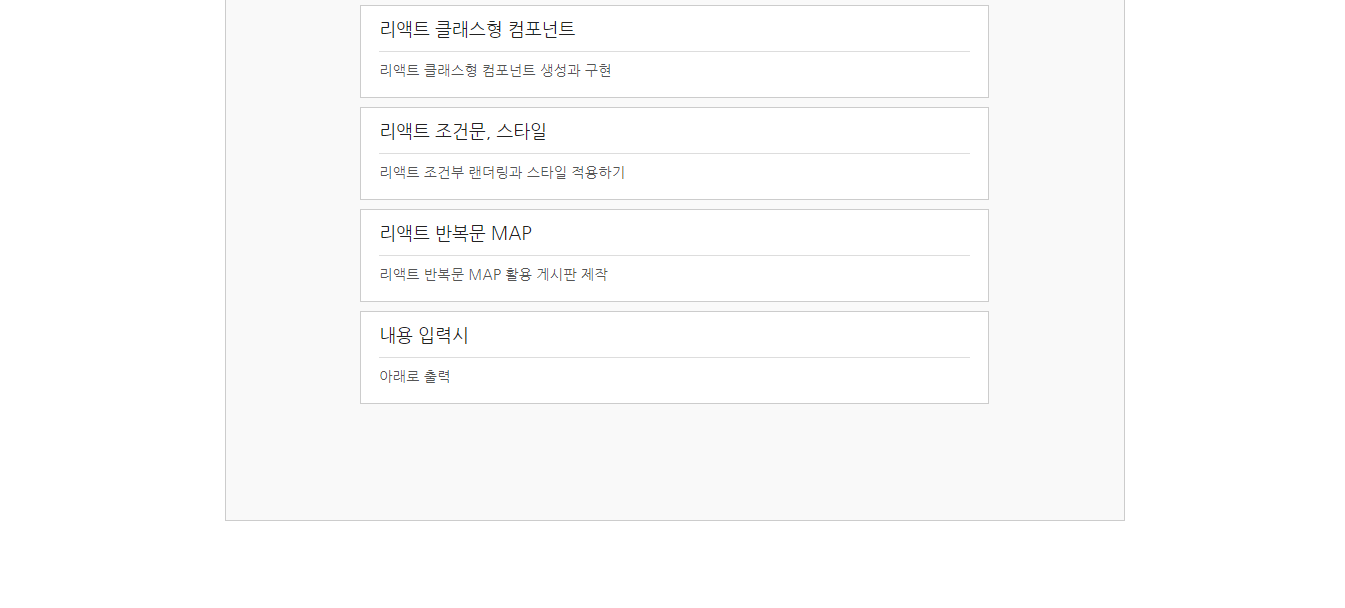 리액트 클래스형 컴포넌트
리액트 클래스형 컴포넌트 생성과 구현
리액트 조건문, 스타일
리액트 조건부 랜더링과 스타일 적용하기
리액트 반복문 MAP
리액트 반복문 MAP 활용 게시판 제작
내용 입력시
아래로 출력